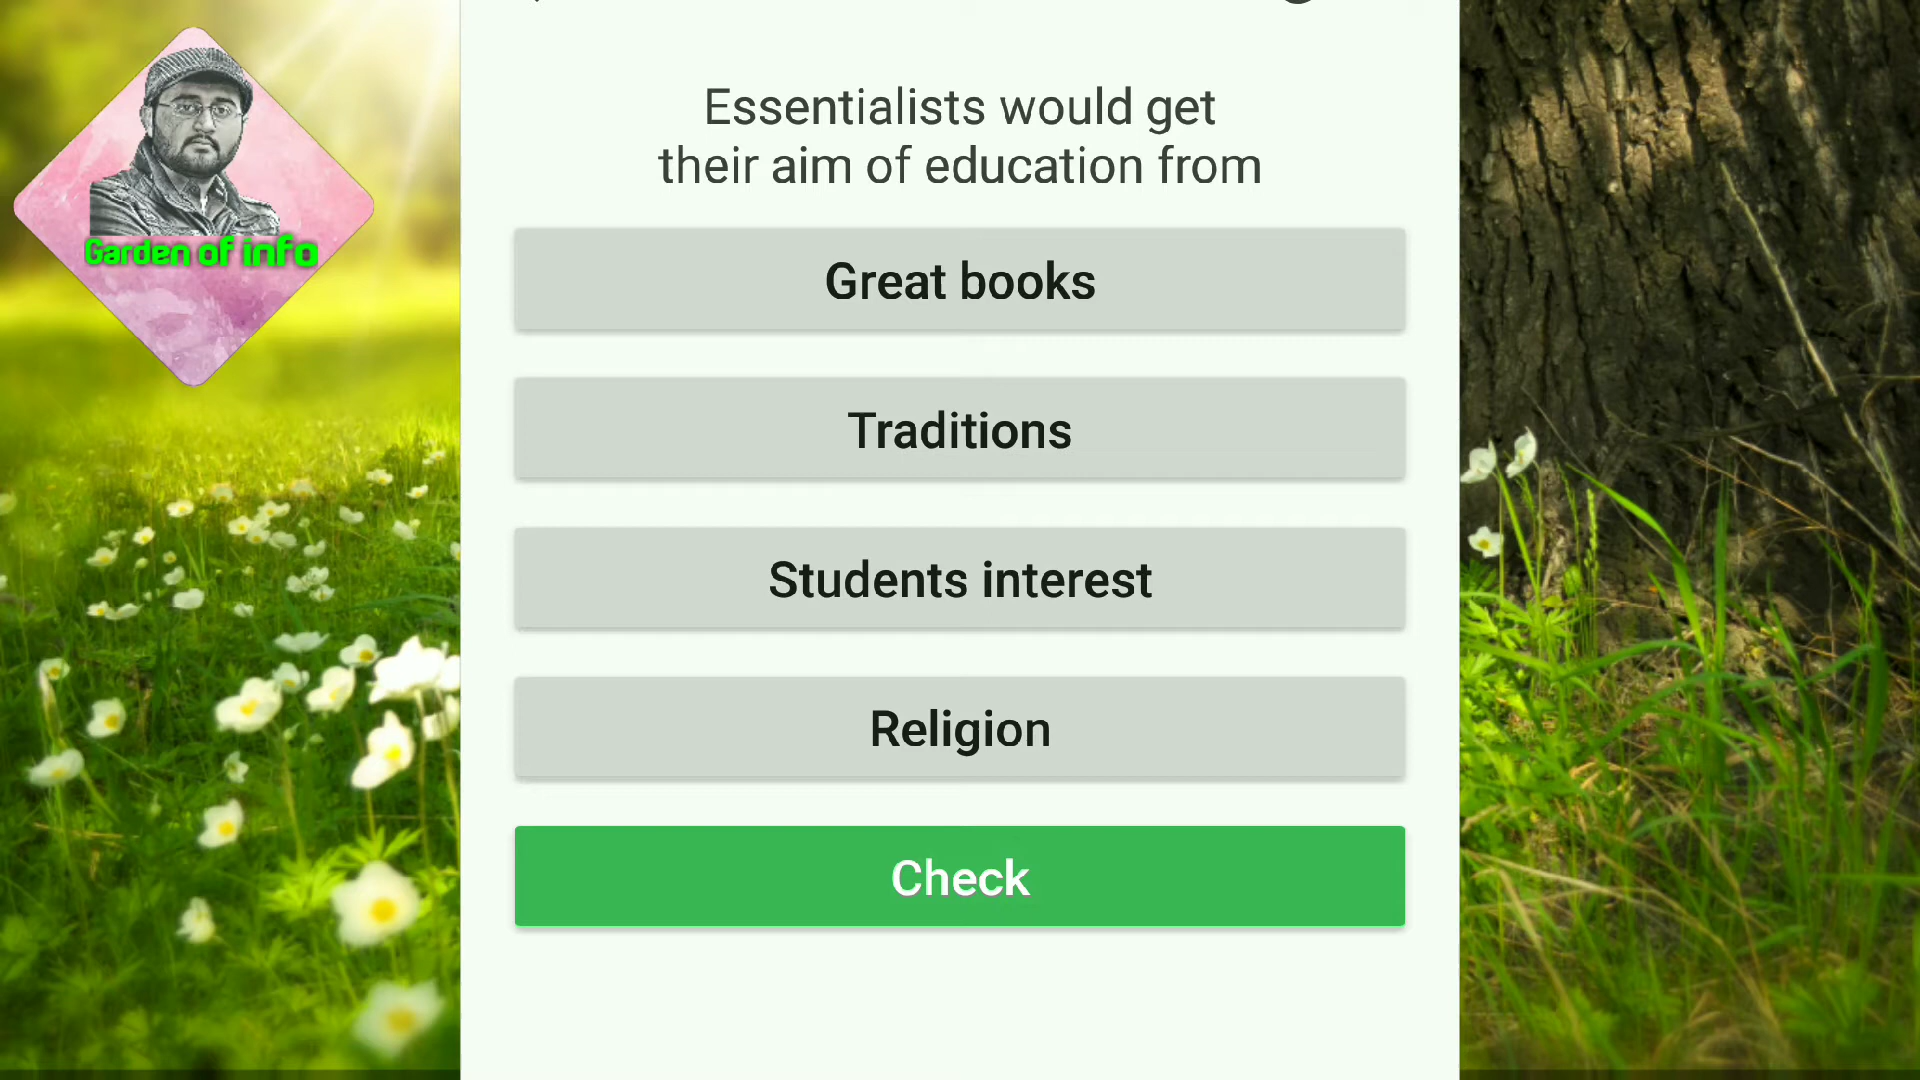 Garden of info
Essentialists would get
their aim of education from
Great books
Traditions
Students interest
Religion
Check